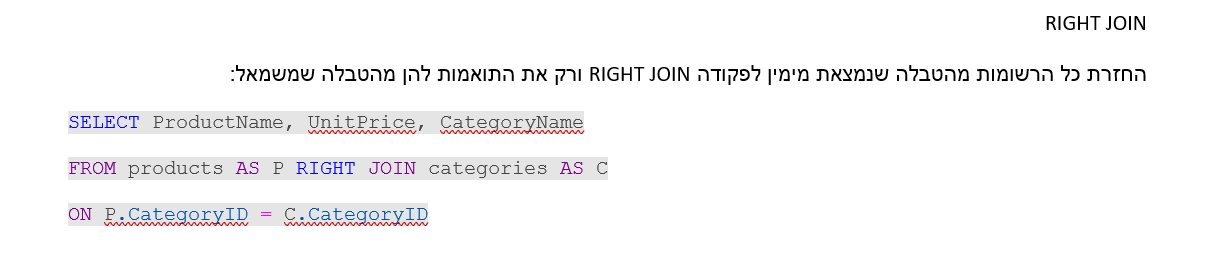 RIGHT JOIN
החזרת כל הרשומות מהטבלה שנמצאת מימין לפקודה RIGHT JOIN ורק את התואמות להן מהטבלה שמשמאל:
SELECT ProductName, UnitPrice, CategoryName
FROM products AS P RIGHT JOIN categories AS C
ON P.CategoryID = C.CategoryID